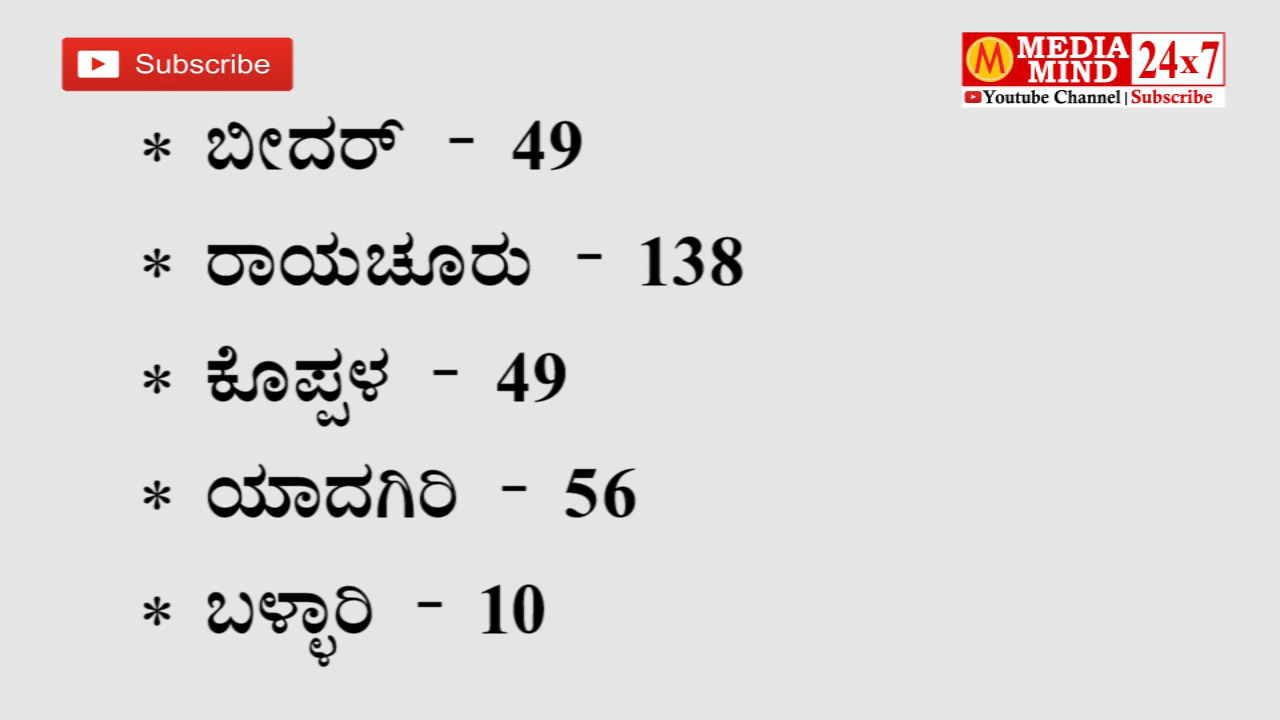 Subscribe
MEDIA MIND 24x7
Youtube Channel | Subscribe
* ಬೀದರ್ - 49
* ರಾಯಚೂರು - 138
* ಕೊಪ್ಪಳ - 49
* ಯಾದಗಿರಿ - 56
* ಬಳ್ಳಾರಿ - 10